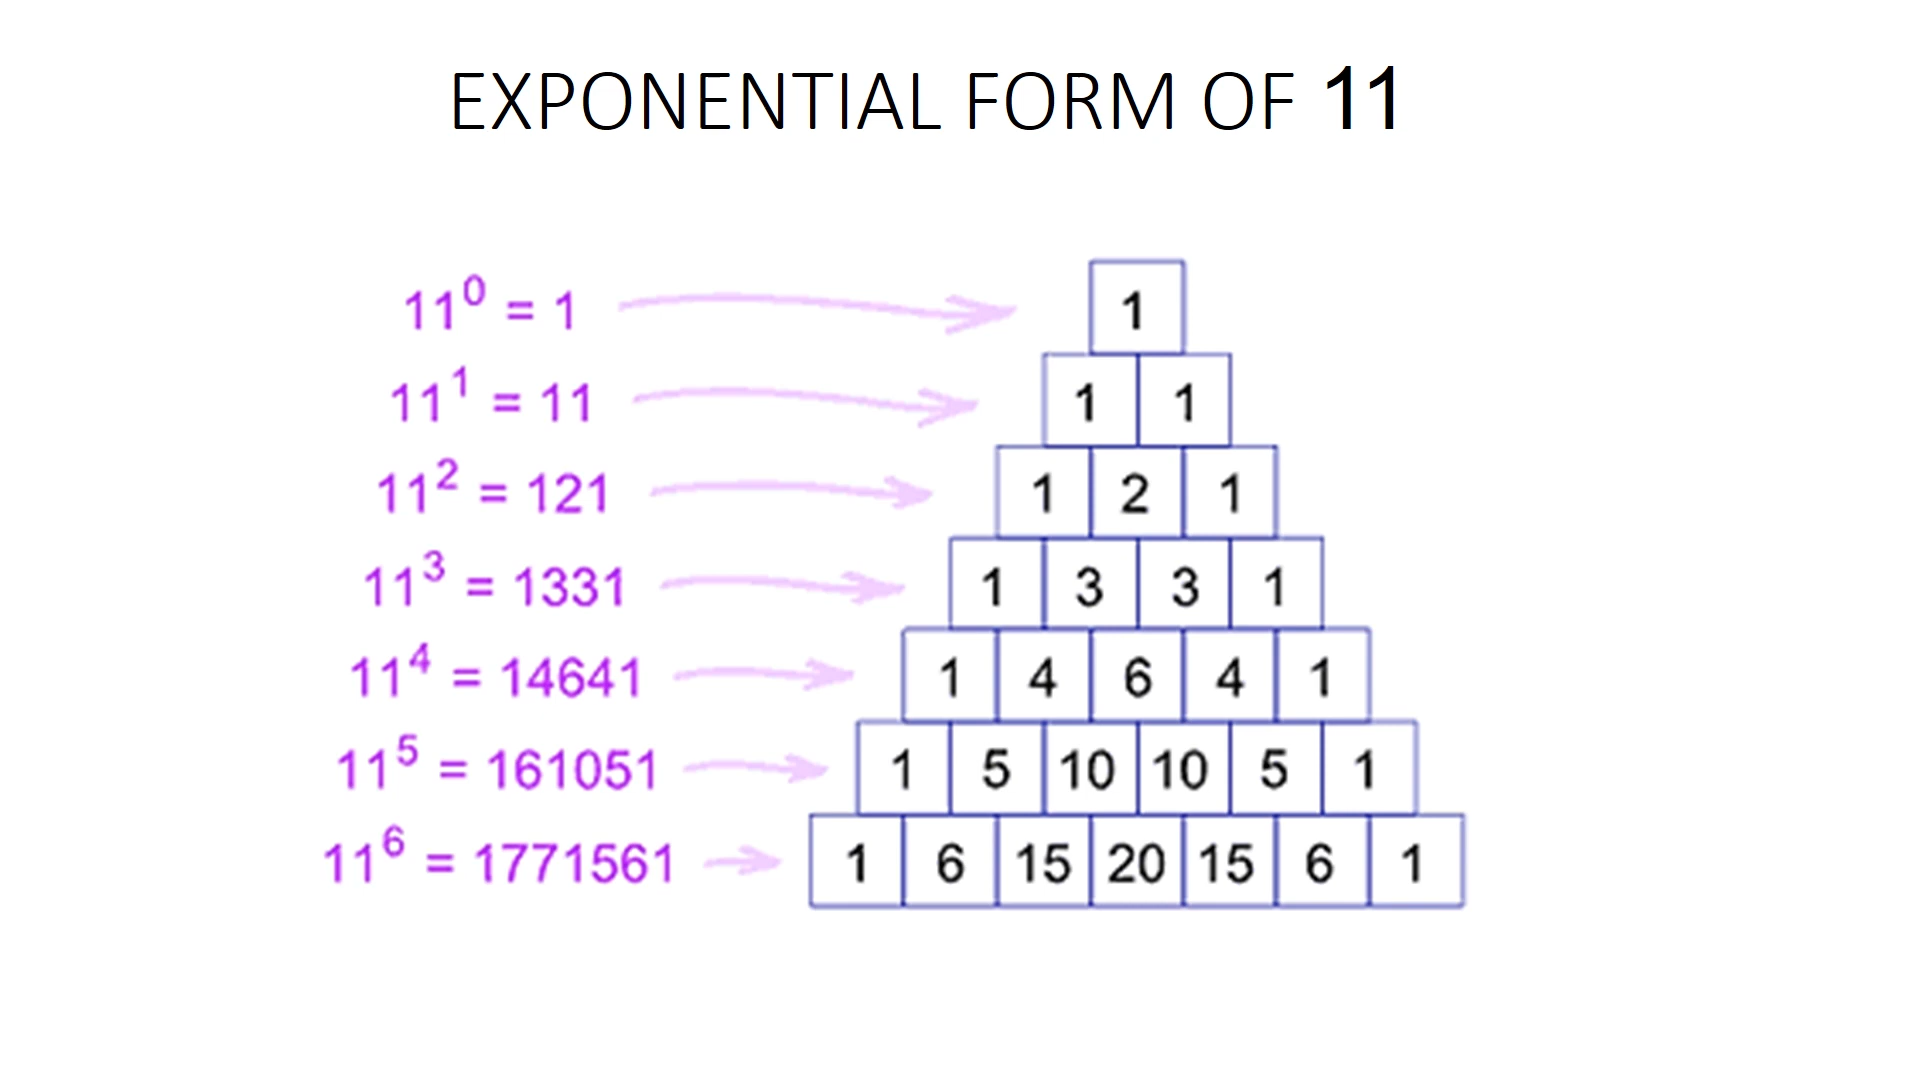 EXPONENTIAL FORM OF 11
11⁰ = 1 1
11¹ = 11 1 1
11² = 121 1 2 1
11³ = 1331 1 3 3 1
11⁴ = 14641 1 4 6 4 1
11⁵ = 161051 1 5 10 10 5 1
11⁶ = 1771561 1 6 15 20 15 6 1